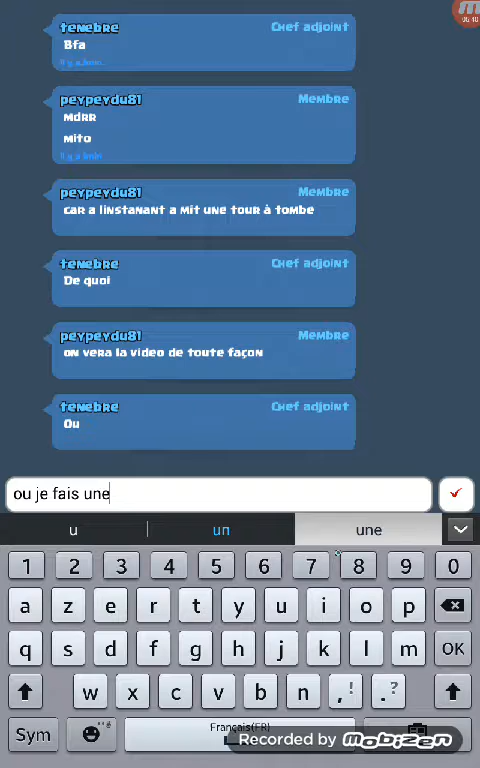 tenebre Chef adjoint
Bfa
peypeydu81 Membre
Mdrr
Mito
peypeydu81 Membre
car a linstanant a mit une tour à tombe
tenebre Chef adjoint
De quoi
peypeydu81 Membre
on vera la video de toute façon
tenebre Chef adjoint
Ou
ou je fais une
u un une
1 2 3 4 5 6 7 8 9 0
a z e r t y u i o p
q s d f g h j k l m OK
w x c v b n , ! . ?
Sym Français(FR)
Recorded by mobizen